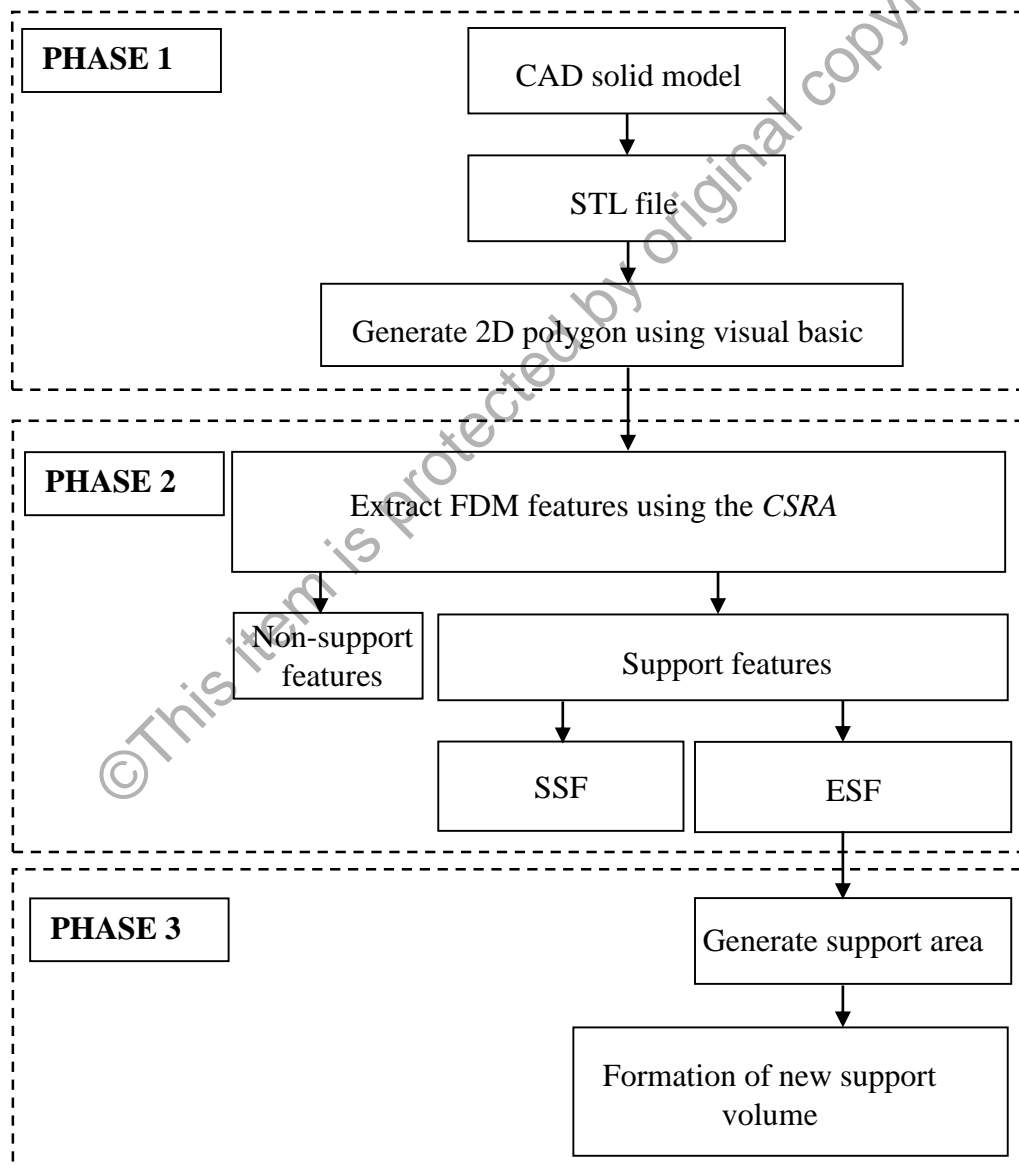 PHASE 1
CAD solid model
STL file
Generate 2D polygon using visual basic
PHASE 2
Extract FDM features using the CSRA
Non-support
features
Support features
SSF
ESF
PHASE 3
Generate support area
Formation of new support
volume
©This item is protected by original copyr